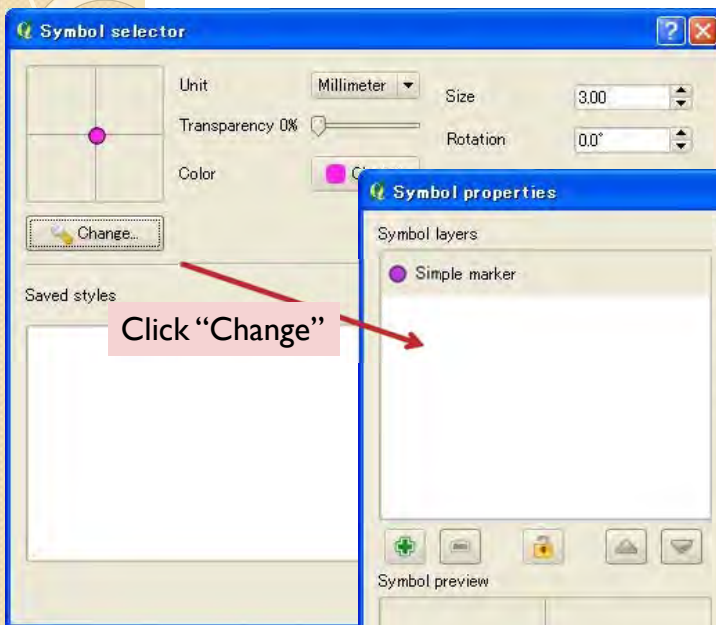 Symbol selector
Unit
Millimeter
Size
3.00
Transparency 0%
Rotation
0.0°
Color
Change...
Symbol properties
Symbol layers
Simple marker
Saved styles
Click “Change”
Symbol preview